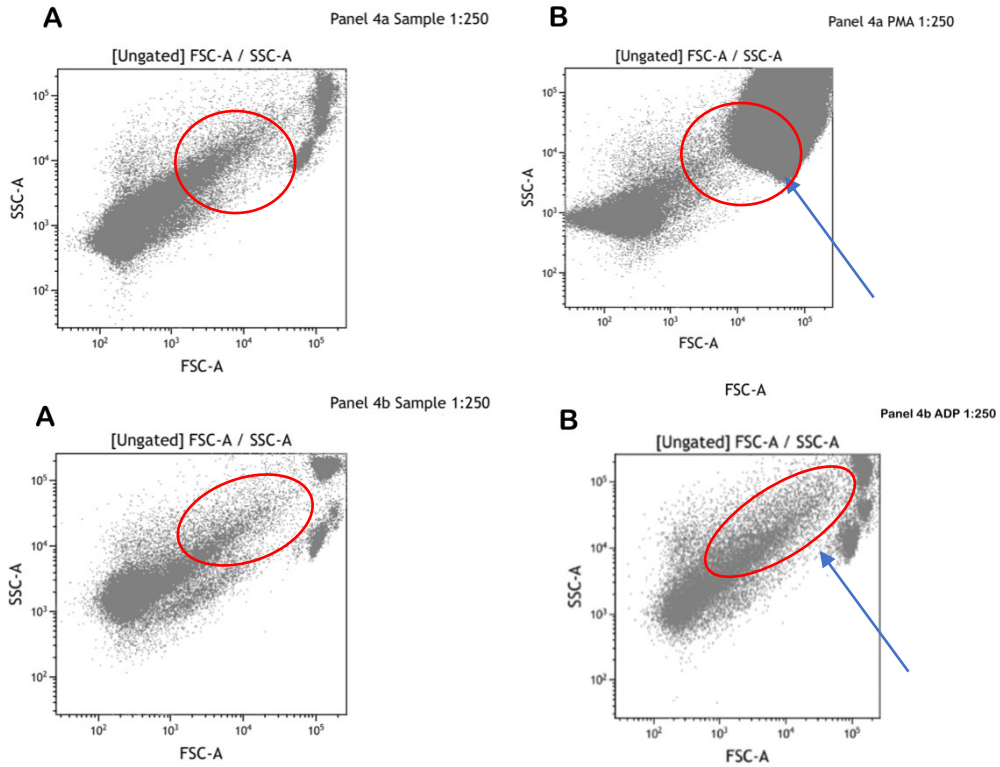 A
Panel 4a Sample 1:250
[Ungated] FSC-A / SSC-A
SSC-A
10⁵
10⁴
10³
10²
10² 10³ 10⁴ 10⁵
FSC-A
B
Panel 4a PMA 1:250
[Ungated] FSC-A / SSC-A
SSC-A
10⁵
10⁴
10³
10²
10² 10³ 10⁴ 10⁵
FSC-A
A
Panel 4b Sample 1:250
[Ungated] FSC-A / SSC-A
SSC-A
10⁵
10⁴
10³
10²
10² 10³ 10⁴ 10⁵
FSC-A
FSC-A
B
Panel 4b ADP 1:250
[Ungated] FSC-A / SSC-A
SSC-A
10⁵
10⁴
10³
10²
10² 10³ 10⁴ 10⁵
FSC-A